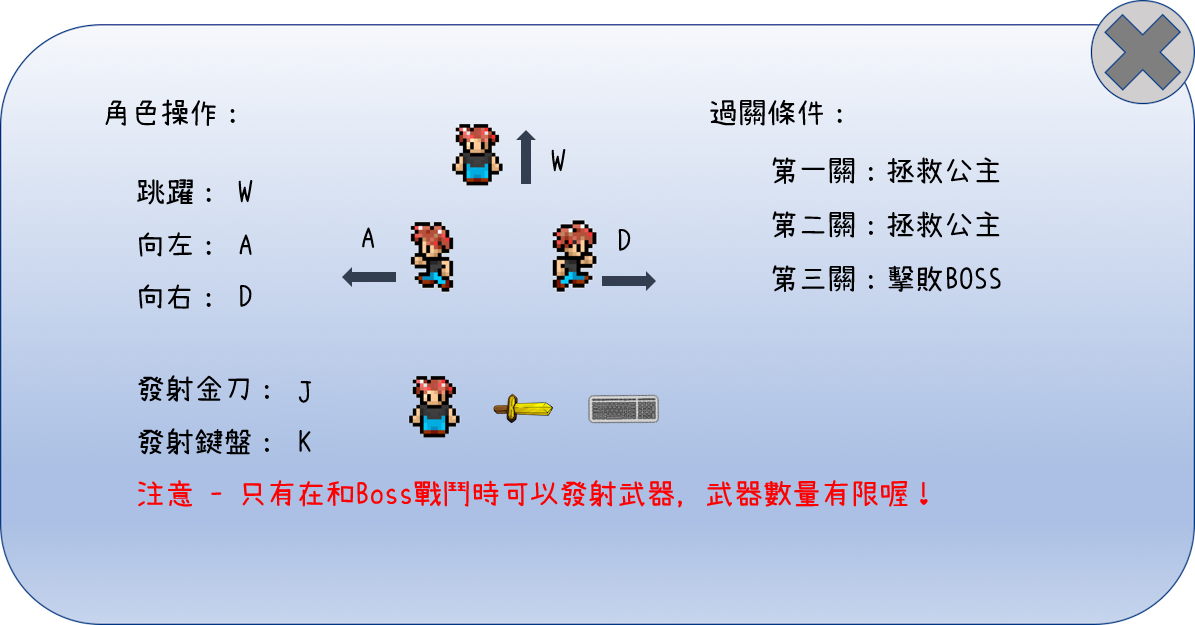 角色操作：
跳躍： W
向左： A
向右： D
W
A
D
發射金刀： J
發射鍵盤： K
注意 - 只有在和Boss戰鬥時可以發射武器，武器數量有限喔！
過關條件：
第一關：拯救公主
第二關：拯救公主
第三關：擊敗BOSS